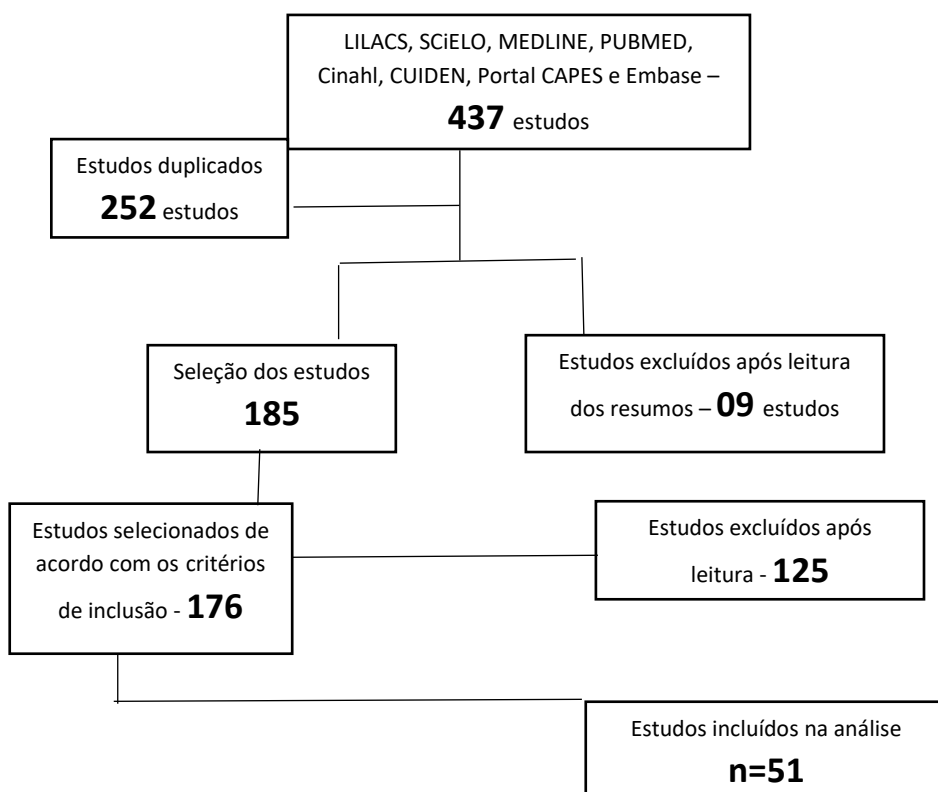 LILACS, SCiELO, MEDLINE, PUBMED,
Cinahl, CUIDEN, Portal CAPES e Embase –
437 estudos
Estudos duplicados
252 estudos
Seleção dos estudos
185
Estudos excluídos após leitura
dos resumos – 09 estudos
Estudos selecionados de
acordo com os critérios
de inclusão - 176
Estudos excluídos após
leitura - 125
Estudos incluídos na análise
n=51